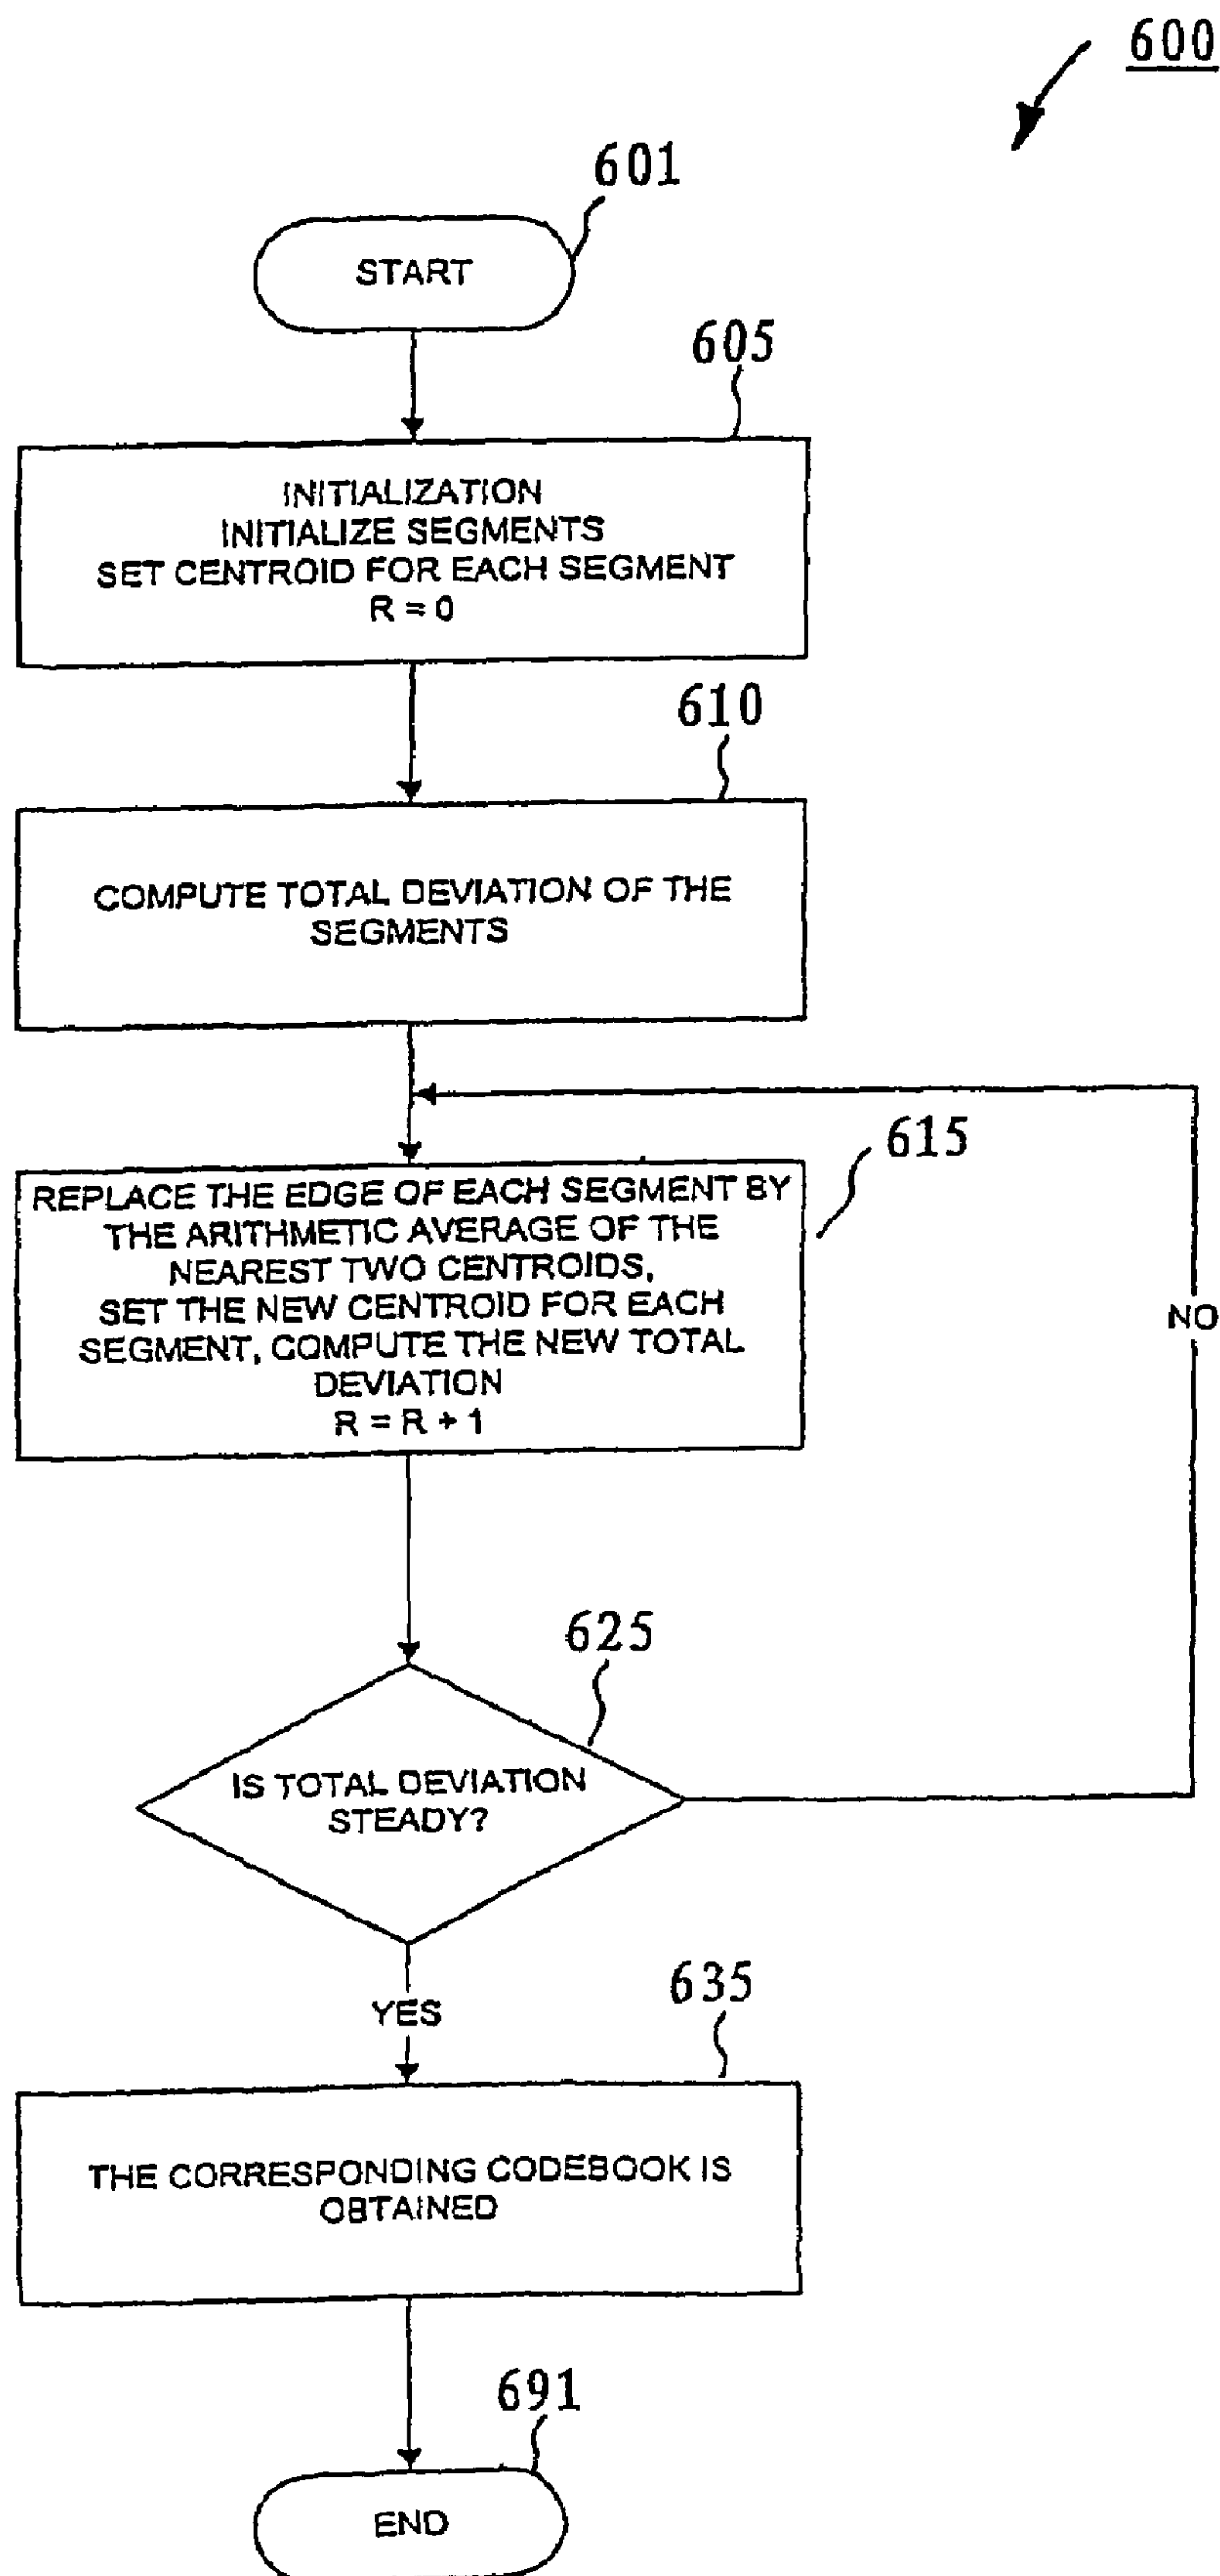 600
601
START
605
INITIALIZATION
INITIALIZE SEGMENTS
SET CENTROID FOR EACH SEGMENT
R = 0
610
COMPUTE TOTAL DEVIATION OF THE
SEGMENTS
615
REPLACE THE EDGE OF EACH SEGMENT BY
THE ARITHMETIC AVERAGE OF THE
NEAREST TWO CENTROIDS,
SET THE NEW CENTROID FOR EACH
SEGMENT, COMPUTE THE NEW TOTAL
DEVIATION
R = R + 1
NO
625
IS TOTAL DEVIATION
STEADY?
YES
635
THE CORRESPONDING CODEBOOK IS
OBTAINED
691
END